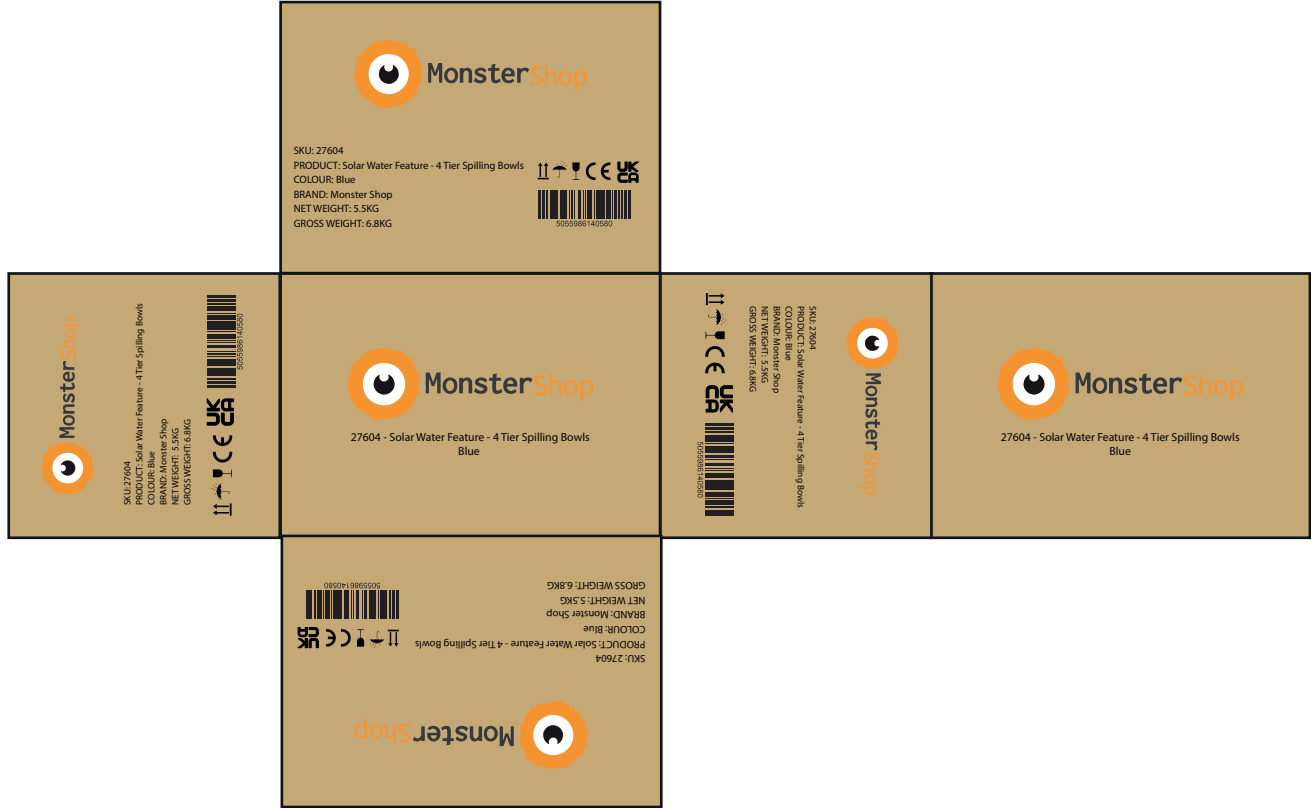 MonsterShop
SKU: 27604
PRODUCT: Solar Water Feature - 4 Tier Spilling Bowls
COLOUR: Blue
BRAND: Monster Shop
NET WEIGHT: 5.5KG
GROSS WEIGHT: 6.8KG
CE UK CA
5055986140580
MonsterShop
SKU: 27604
PRODUCT: Solar Water Feature - 4 Tier Spilling Bowls
COLOUR: Blue
BRAND: Monster Shop
NET WEIGHT: 5.5KG
GROSS WEIGHT: 6.8KG
CE UK CA
5055986140580
MonsterShop
27604 - Solar Water Feature - 4 Tier Spilling Bowls
Blue
MonsterShop
SKU: 27604
PRODUCT: Solar Water Feature - 4 Tier Spilling Bowls
COLOUR: Blue
BRAND: Monster Shop
NET WEIGHT: 5.5KG
GROSS WEIGHT: 6.8KG
CE UK CA
5055986140580
MonsterShop
27604 - Solar Water Feature - 4 Tier Spilling Bowls
Blue
MonsterShop
SKU: 27604
PRODUCT: Solar Water Feature - 4 Tier Spilling Bowls
COLOUR: Blue
BRAND: Monster Shop
NET WEIGHT: 5.5KG
GROSS WEIGHT: 6.8KG
CE UK CA
5055986140580